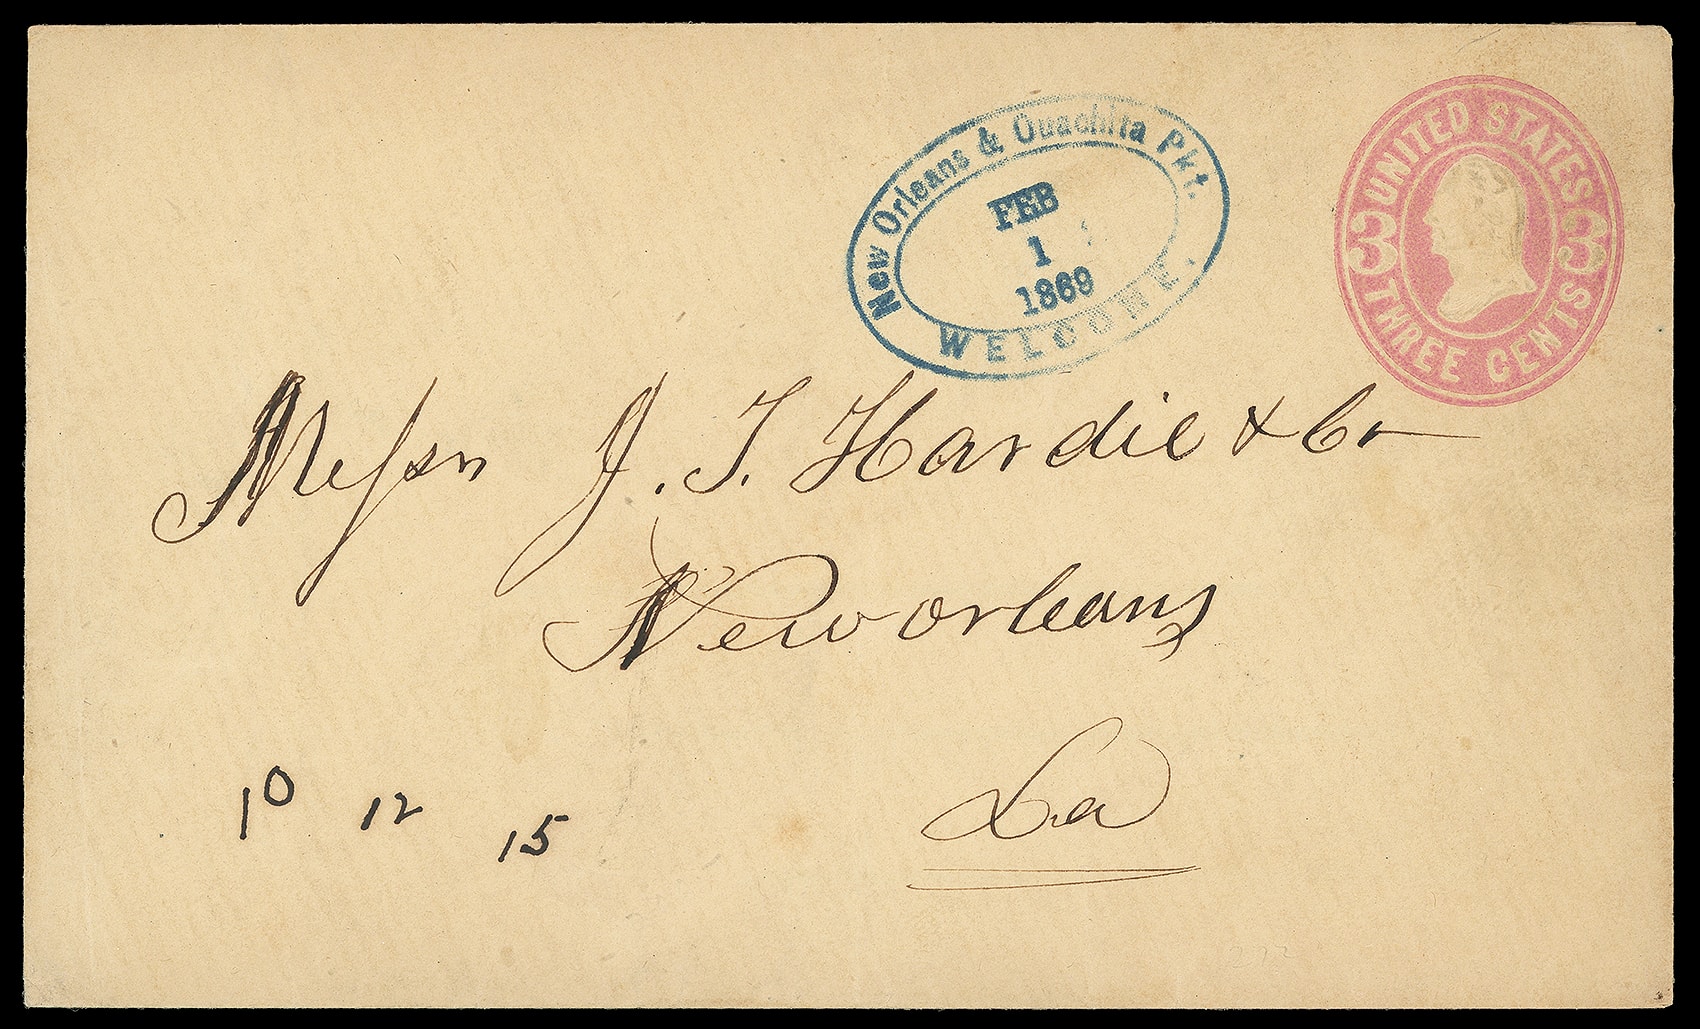 New Orleans & Ouachita Pkt.
FEB
1
1869
WELCOME.
UNITED STATES
3 3
THREE CENTS
Messrs J. T. Hardie & Co
New Orleans
La
10 12 15